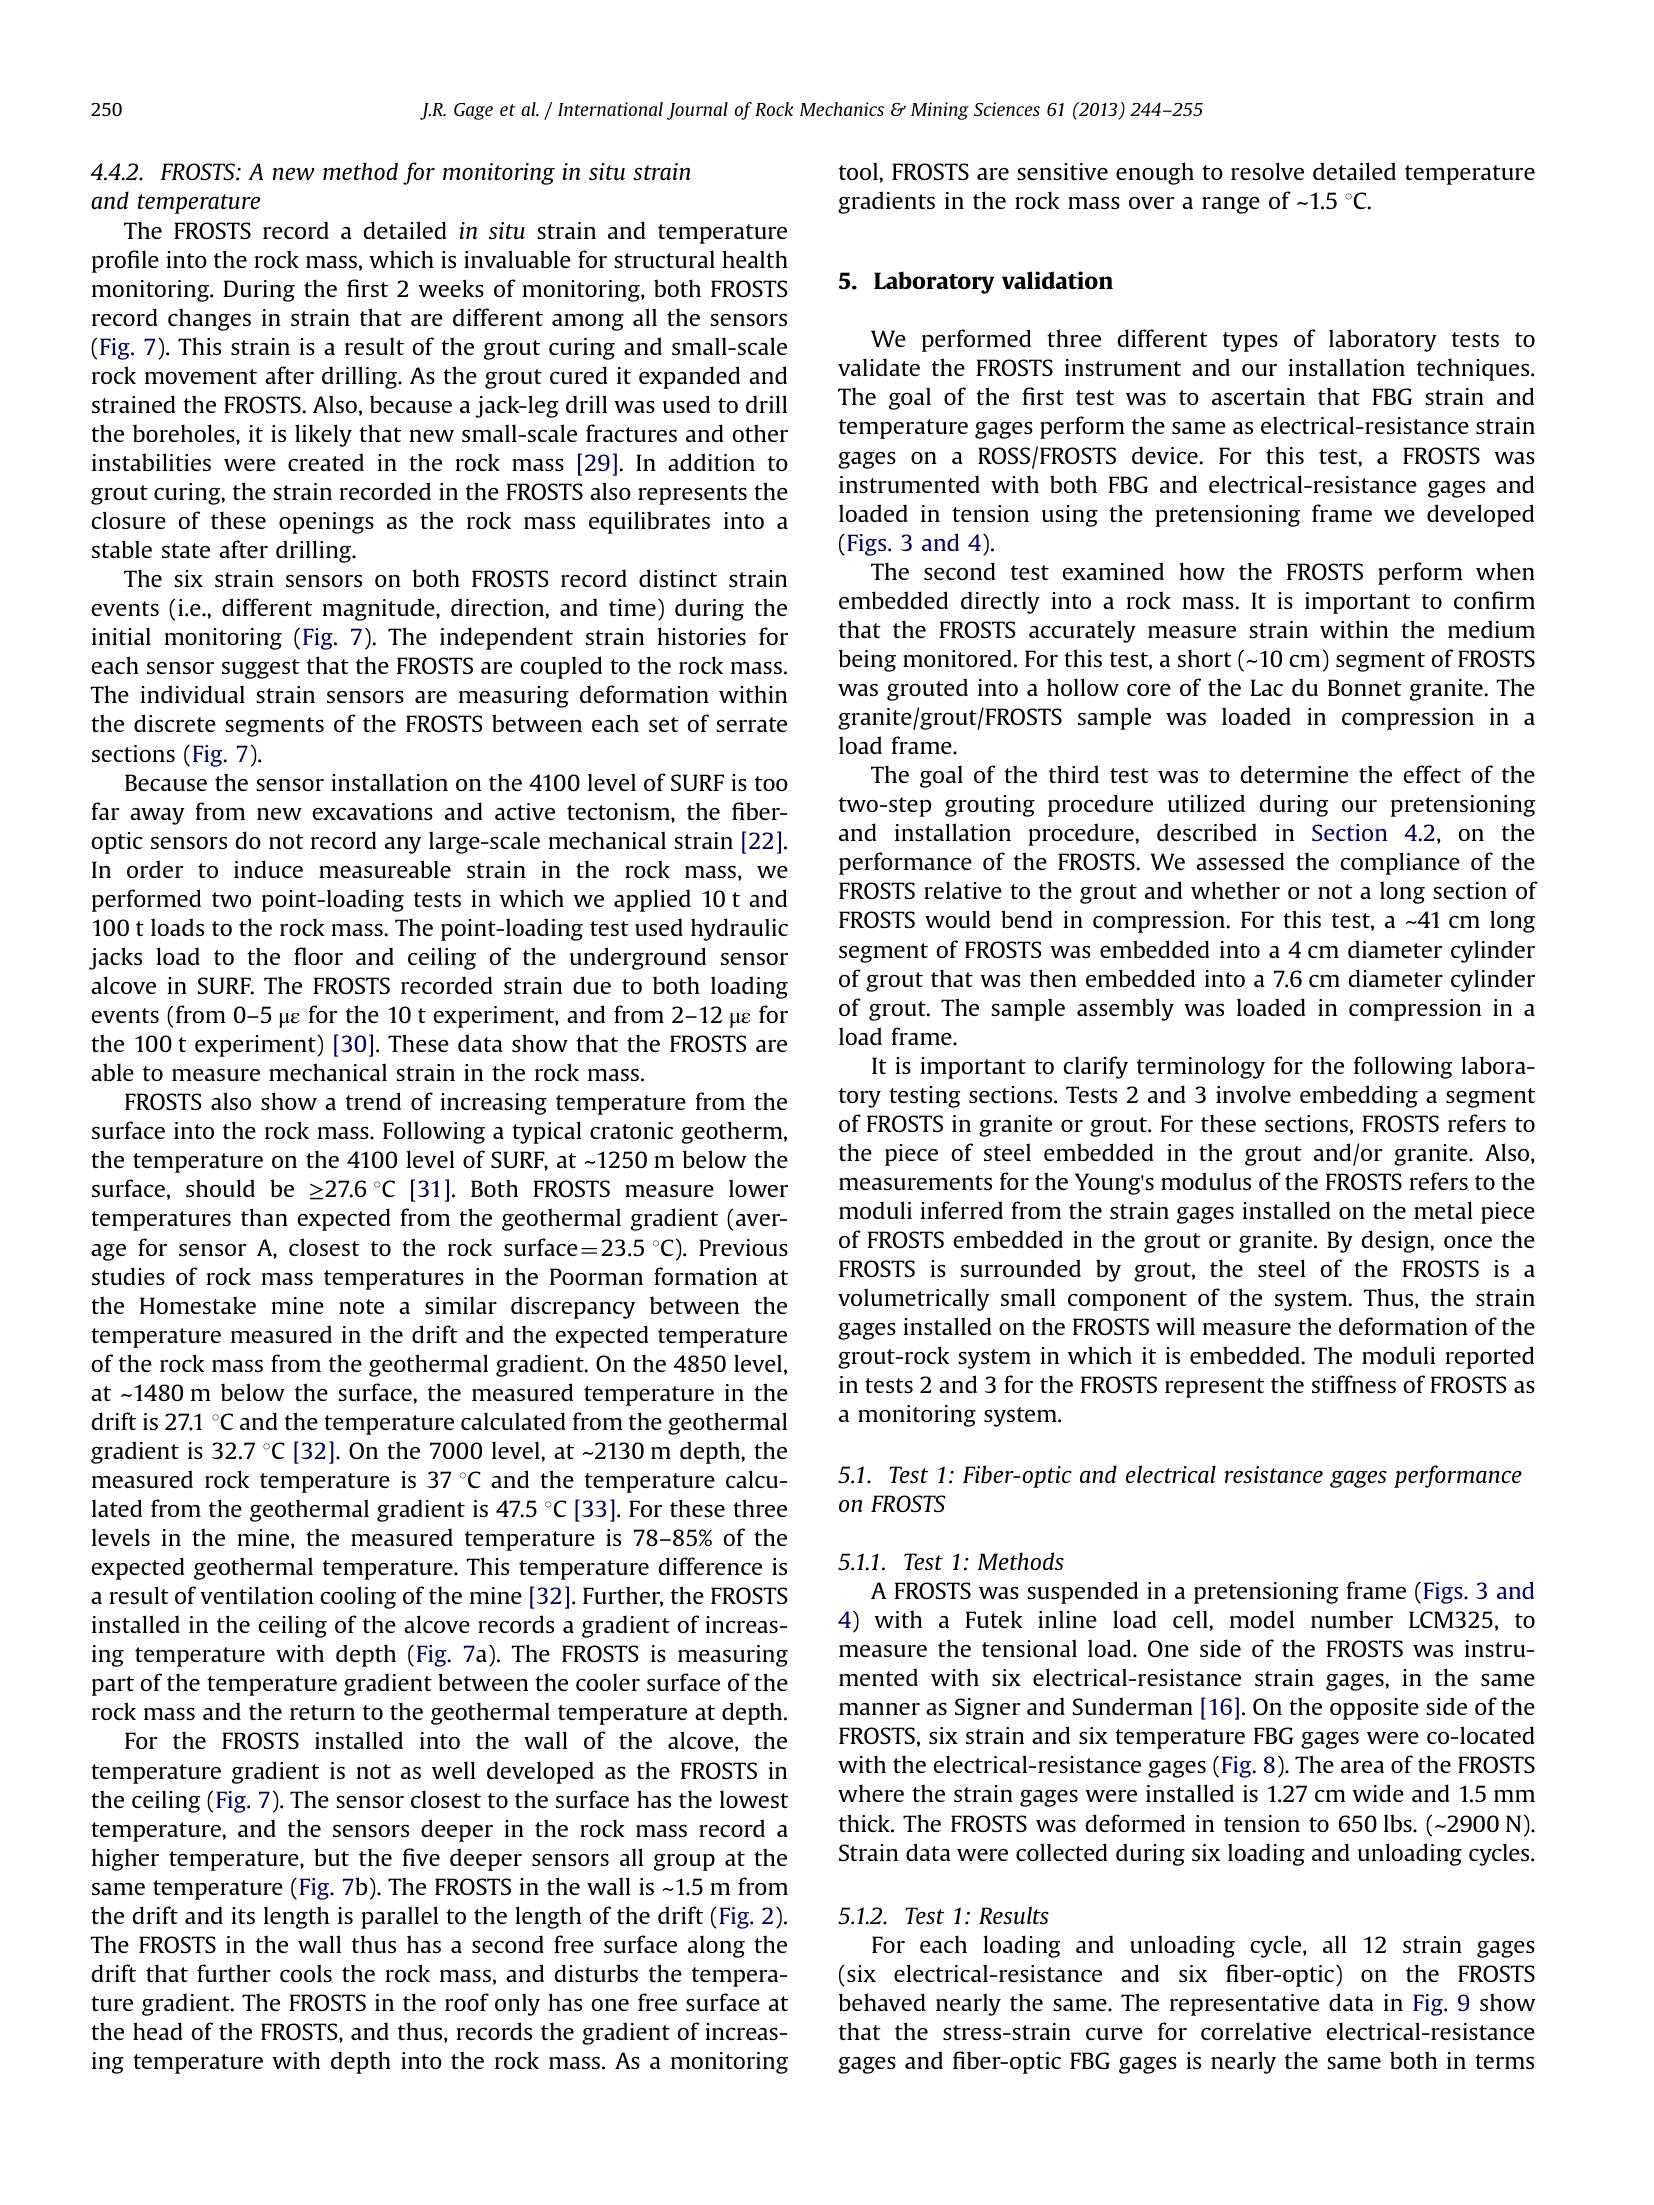 250
J.R. Gage et al. / International Journal of Rock Mechanics & Mining Sciences 61 (2013) 244–255
4.4.2. FROSTS: A new method for monitoring in situ strain
and temperature
The FROSTS record a detailed in situ strain and temperature
profile into the rock mass, which is invaluable for structural health
monitoring. During the first 2 weeks of monitoring, both FROSTS
record changes in strain that are different among all the sensors
(Fig. 7). This strain is a result of the grout curing and small-scale
rock movement after drilling. As the grout cured it expanded and
strained the FROSTS. Also, because a jack-leg drill was used to drill
the boreholes, it is likely that new small-scale fractures and other
instabilities were created in the rock mass [29]. In addition to
grout curing, the strain recorded in the FROSTS also represents the
closure of these openings as the rock mass equilibrates into a
stable state after drilling.
The six strain sensors on both FROSTS record distinct strain
events (i.e., different magnitude, direction, and time) during the
initial monitoring (Fig. 7). The independent strain histories for
each sensor suggest that the FROSTS are coupled to the rock mass.
The individual strain sensors are measuring deformation within
the discrete segments of the FROSTS between each set of serrate
sections (Fig. 7).
Because the sensor installation on the 4100 level of SURF is too
far away from new excavations and active tectonism, the fiber-
optic sensors do not record any large-scale mechanical strain [22].
In order to induce measureable strain in the rock mass, we
performed two point-loading tests in which we applied 10 t and
100 t loads to the rock mass. The point-loading test used hydraulic
jacks load to the floor and ceiling of the underground sensor
alcove in SURF. The FROSTS recorded strain due to both loading
events (from 0–5 με for the 10 t experiment, and from 2–12 με for
the 100 t experiment) [30]. These data show that the FROSTS are
able to measure mechanical strain in the rock mass.
FROSTS also show a trend of increasing temperature from the
surface into the rock mass. Following a typical cratonic geotherm,
the temperature on the 4100 level of SURF, at ~1250 m below the
surface, should be ≥27.6 °C [31]. Both FROSTS measure lower
temperatures than expected from the geothermal gradient (aver-
age for sensor A, closest to the rock surface=23.5 °C). Previous
studies of rock mass temperatures in the Poorman formation at
the Homestake mine note a similar discrepancy between the
temperature measured in the drift and the expected temperature
of the rock mass from the geothermal gradient. On the 4850 level,
at ~1480 m below the surface, the measured temperature in the
drift is 27.1 °C and the temperature calculated from the geothermal
gradient is 32.7 °C [32]. On the 7000 level, at ~2130 m depth, the
measured rock temperature is 37 °C and the temperature calcu-
lated from the geothermal gradient is 47.5 °C [33]. For these three
levels in the mine, the measured temperature is 78–85% of the
expected geothermal temperature. This temperature difference is
a result of ventilation cooling of the mine [32]. Further, the FROSTS
installed in the ceiling of the alcove records a gradient of increas-
ing temperature with depth (Fig. 7a). The FROSTS is measuring
part of the temperature gradient between the cooler surface of the
rock mass and the return to the geothermal temperature at depth.
For the FROSTS installed into the wall of the alcove, the
temperature gradient is not as well developed as the FROSTS in
the ceiling (Fig. 7). The sensor closest to the surface has the lowest
temperature, and the sensors deeper in the rock mass record a
higher temperature, but the five deeper sensors all group at the
same temperature (Fig. 7b). The FROSTS in the wall is ~1.5 m from
the drift and its length is parallel to the length of the drift (Fig. 2).
The FROSTS in the wall thus has a second free surface along the
drift that further cools the rock mass, and disturbs the tempera-
ture gradient. The FROSTS in the roof only has one free surface at
the head of the FROSTS, and thus, records the gradient of increas-
ing temperature with depth into the rock mass. As a monitoring
tool, FROSTS are sensitive enough to resolve detailed temperature
gradients in the rock mass over a range of ~1.5 °C.
5. Laboratory validation
We performed three different types of laboratory tests to
validate the FROSTS instrument and our installation techniques.
The goal of the first test was to ascertain that FBG strain and
temperature gages perform the same as electrical-resistance strain
gages on a ROSS/FROSTS device. For this test, a FROSTS was
instrumented with both FBG and electrical-resistance gages and
loaded in tension using the pretensioning frame we developed
(Figs. 3 and 4).
The second test examined how the FROSTS perform when
embedded directly into a rock mass. It is important to confirm
that the FROSTS accurately measure strain within the medium
being monitored. For this test, a short (~10 cm) segment of FROSTS
was grouted into a hollow core of the Lac du Bonnet granite. The
granite/grout/FROSTS sample was loaded in compression in a
load frame.
The goal of the third test was to determine the effect of the
two-step grouting procedure utilized during our pretensioning
and installation procedure, described in Section 4.2, on the
performance of the FROSTS. We assessed the compliance of the
FROSTS relative to the grout and whether or not a long section of
FROSTS would bend in compression. For this test, a ~41 cm long
segment of FROSTS was embedded into a 4 cm diameter cylinder
of grout that was then embedded into a 7.6 cm diameter cylinder
of grout. The sample assembly was loaded in compression in a
load frame.
It is important to clarify terminology for the following labora-
tory testing sections. Tests 2 and 3 involve embedding a segment
of FROSTS in granite or grout. For these sections, FROSTS refers to
the piece of steel embedded in the grout and/or granite. Also,
measurements for the Young's modulus of the FROSTS refers to the
moduli inferred from the strain gages installed on the metal piece
of FROSTS embedded in the grout or granite. By design, once the
FROSTS is surrounded by grout, the steel of the FROSTS is a
volumetrically small component of the system. Thus, the strain
gages installed on the FROSTS will measure the deformation of the
grout-rock system in which it is embedded. The moduli reported
in tests 2 and 3 for the FROSTS represent the stiffness of FROSTS as
a monitoring system.
5.1. Test 1: Fiber-optic and electrical resistance gages performance
on FROSTS
5.1.1. Test 1: Methods
A FROSTS was suspended in a pretensioning frame (Figs. 3 and
4) with a Futek inline load cell, model number LCM325, to
measure the tensional load. One side of the FROSTS was instru-
mented with six electrical-resistance strain gages, in the same
manner as Signer and Sunderman [16]. On the opposite side of the
FROSTS, six strain and six temperature FBG gages were co-located
with the electrical-resistance gages (Fig. 8). The area of the FROSTS
where the strain gages were installed is 1.27 cm wide and 1.5 mm
thick. The FROSTS was deformed in tension to 650 lbs. (~2900 N).
Strain data were collected during six loading and unloading cycles.
5.1.2. Test 1: Results
For each loading and unloading cycle, all 12 strain gages
(six electrical-resistance and six fiber-optic) on the FROSTS
behaved nearly the same. The representative data in Fig. 9 show
that the stress-strain curve for correlative electrical-resistance
gages and fiber-optic FBG gages is nearly the same both in terms